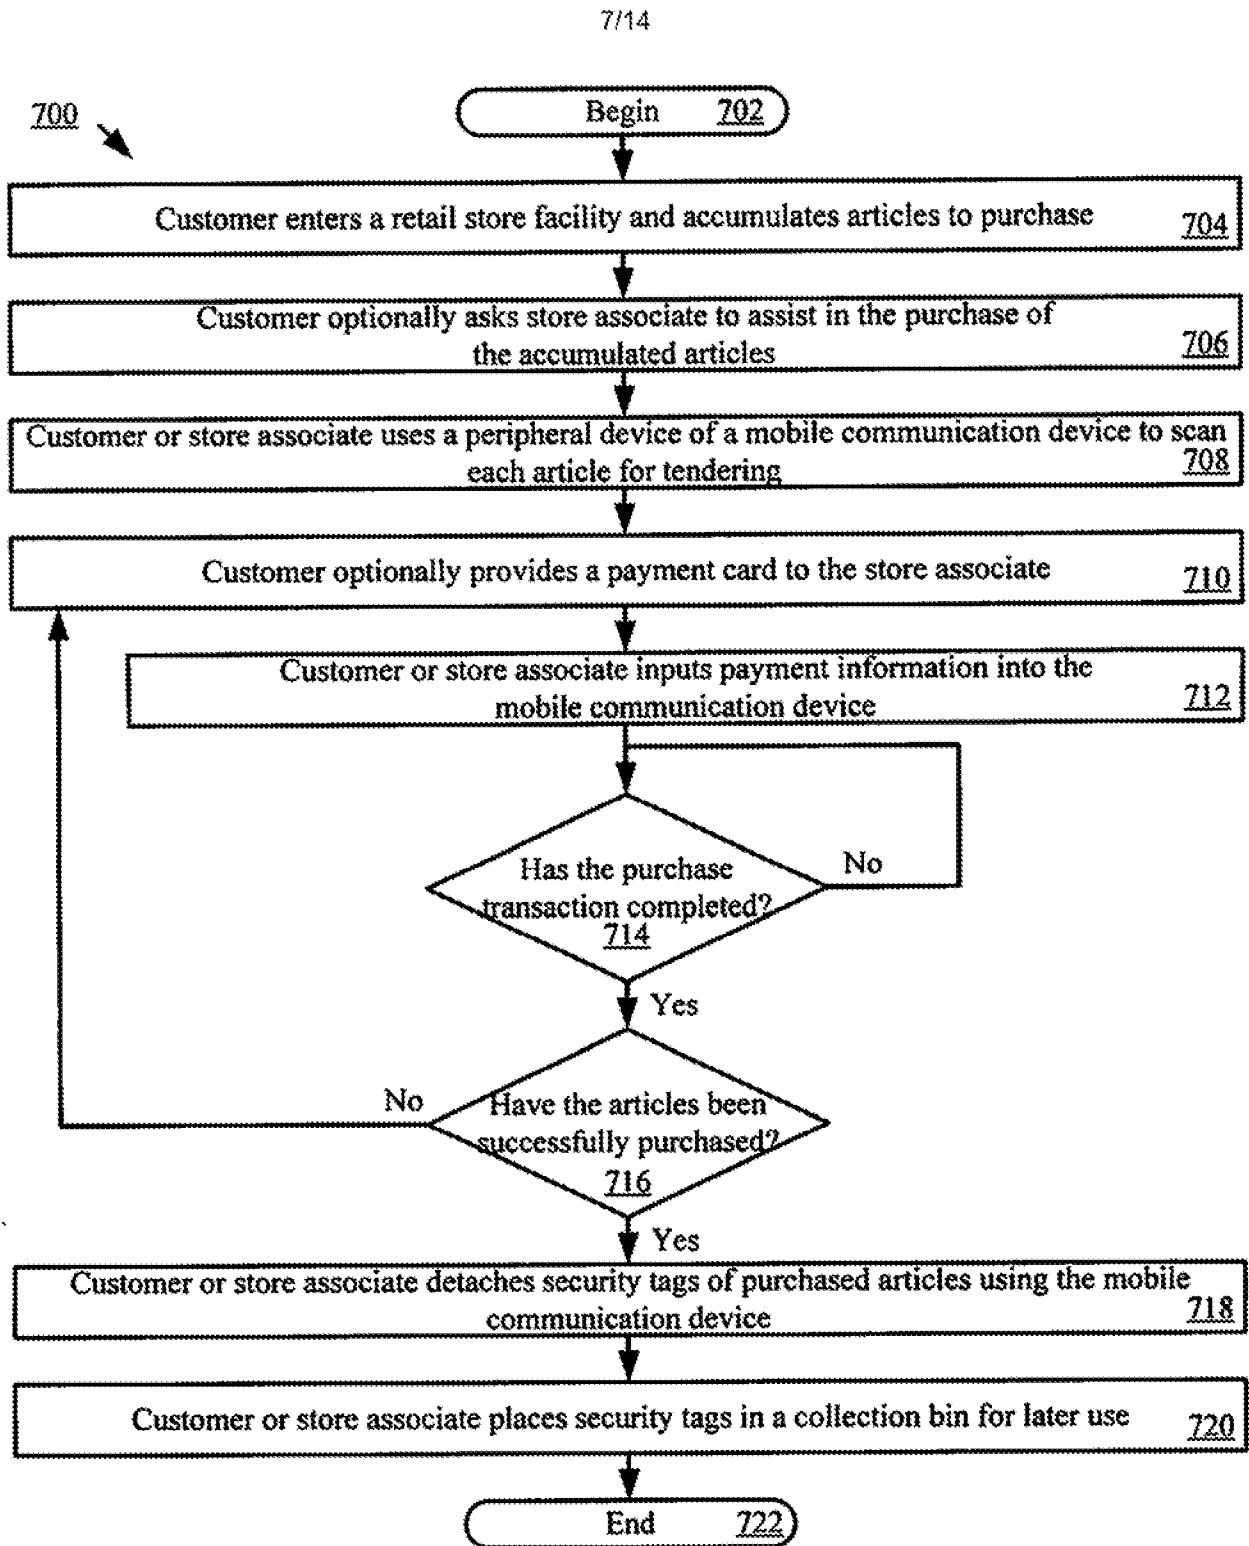 7/14
700
Begin 702
Customer enters a retail store facility and accumulates articles to purchase 704
Customer optionally asks store associate to assist in the purchase of
the accumulated articles 706
Customer or store associate uses a peripheral device of a mobile communication device to scan
each article for tendering 708
Customer optionally provides a payment card to the store associate 710
Customer or store associate inputs payment information into the
mobile communication device 712
Has the purchase
transaction completed?
714
No
Yes
Have the articles been
successfully purchased?
716
No
Yes
Customer or store associate detaches security tags of purchased articles using the mobile
communication device 718
Customer or store associate places security tags in a collection bin for later use 720
End 722